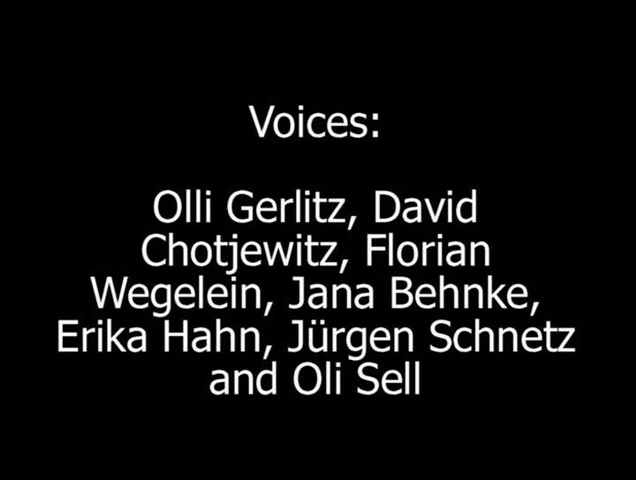 Voices:
Olli Gerlitz, David
Chotjewitz, Florian
Wegelein, Jana Behnke,
Erika Hahn, Jürgen Schnetz
and Oli Sell